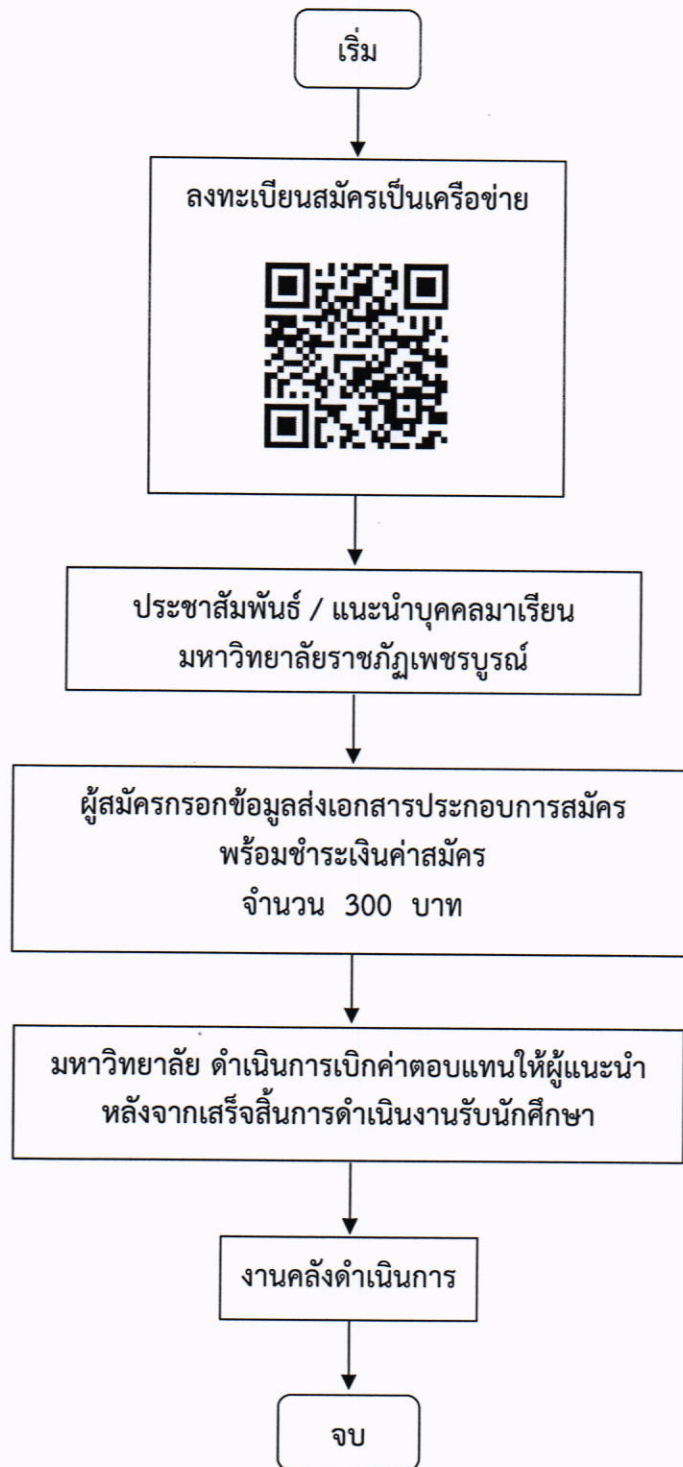 เริ่ม
ลงทะเบียนสมัครเป็นเครือข่าย
ประชาสัมพันธ์ / แนะนำบุคคลมาเรียน
มหาวิทยาลัยราชภัฏเพชรบูรณ์
ผู้สมัครกรอกข้อมูลส่งเอกสารประกอบการสมัคร
พร้อมชำระเงินค่าสมัคร
จำนวน 300 บาท
มหาวิทยาลัย ดำเนินการเบิกค่าตอบแทนให้ผู้แนะนำ
หลังจากเสร็จสิ้นการดำเนินงานรับนักศึกษา
งานคลังดำเนินการ
จบ